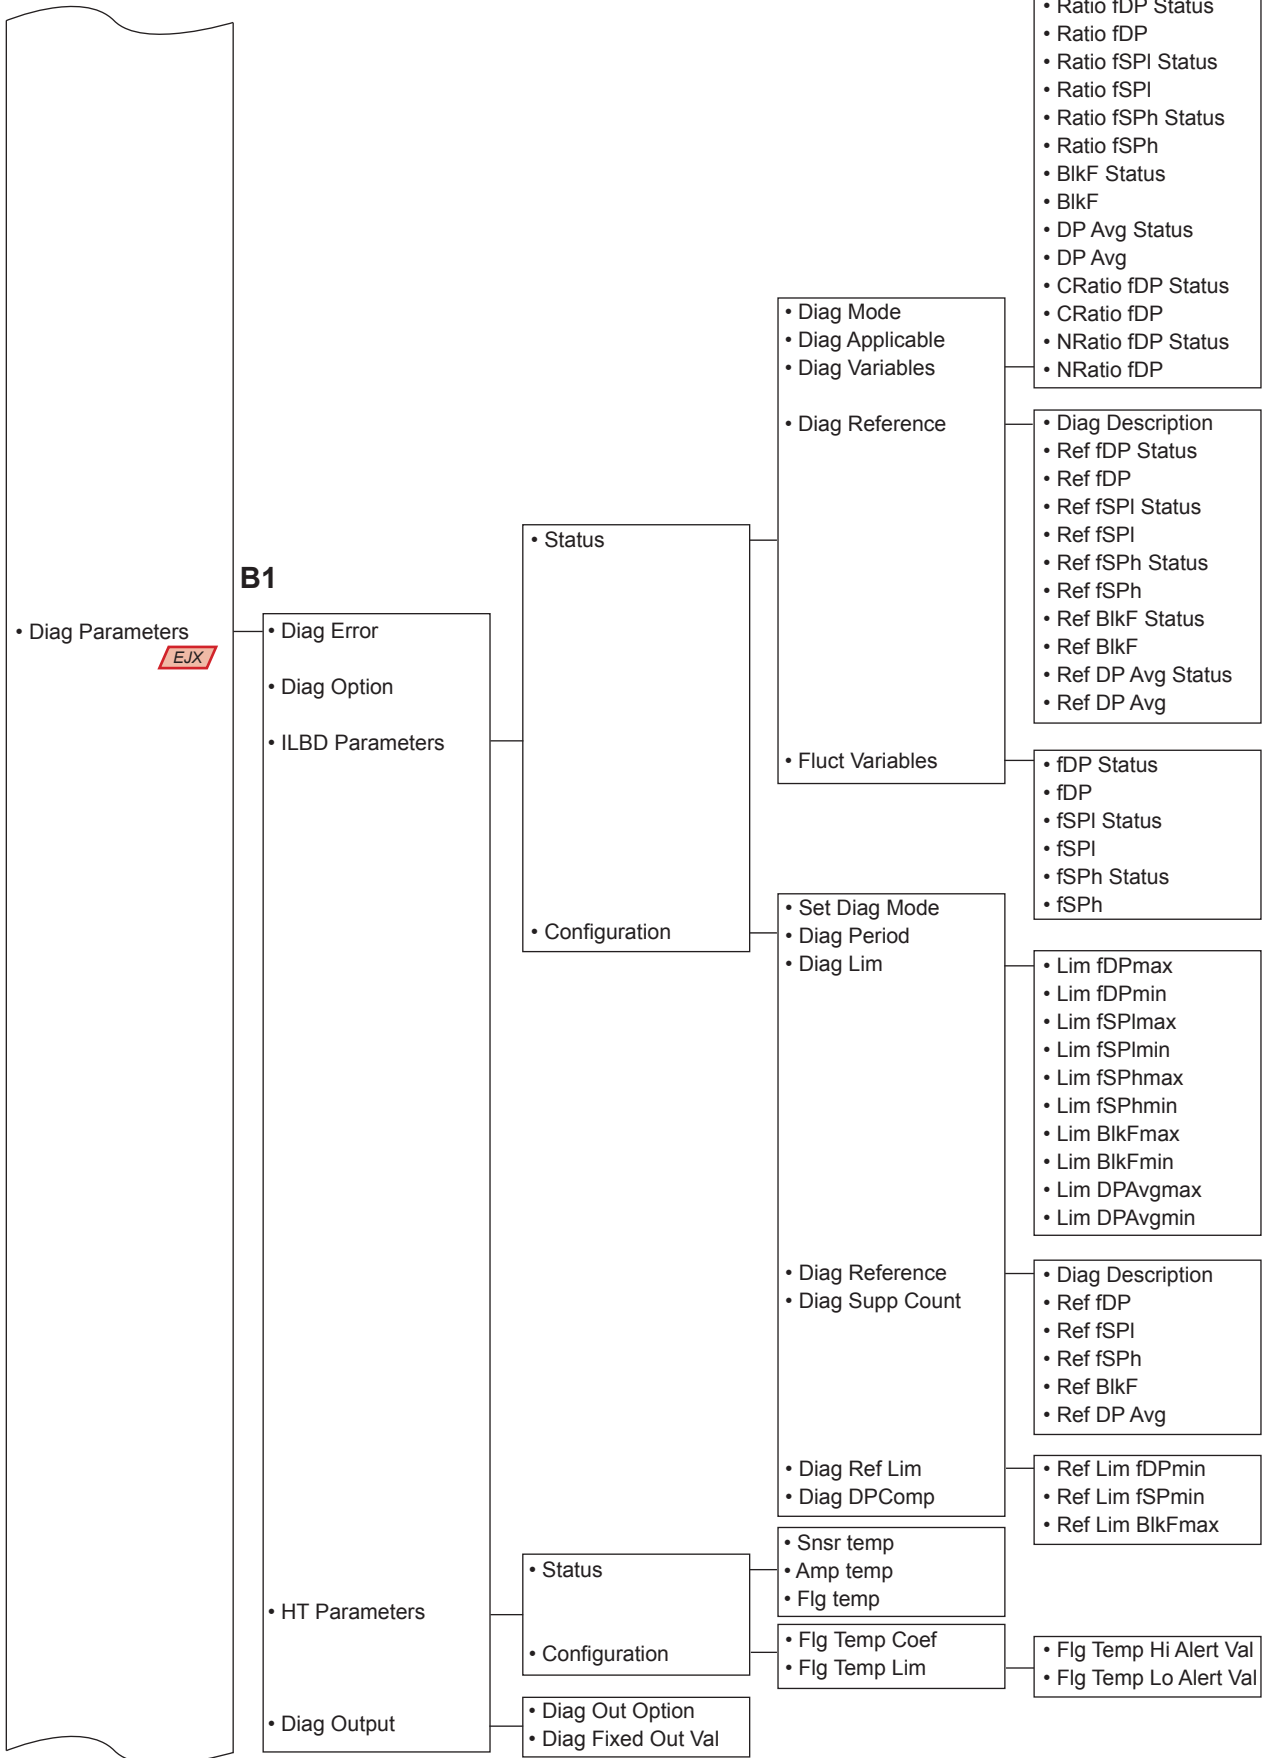 • Diag Parameters
EJX
B1
• Diag Error
• Diag Option
• ILBD Parameters
• HT Parameters
• Diag Output
• Status
• Configuration
• Status
• Configuration
• Diag Out Option
• Diag Fixed Out Val
• Diag Mode
• Diag Applicable
• Diag Variables
• Diag Reference
• Fluct Variables
• Set Diag Mode
• Diag Period
• Diag Lim
• Diag Reference
• Diag Supp Count
• Diag Ref Lim
• Diag DPComp
• Snsr temp
• Amp temp
• Flg temp
• Flg Temp Coef
• Flg Temp Lim
• Ratio fDP Status
• Ratio fDP
• Ratio fSPl Status
• Ratio fSPl
• Ratio fSPh Status
• Ratio fSPh
• BlkF Status
• BlkF
• DP Avg Status
• DP Avg
• CRatio fDP Status
• CRatio fDP
• NRatio fDP Status
• NRatio fDP
• Diag Description
• Ref fDP Status
• Ref fDP
• Ref fSPl Status
• Ref fSPl
• Ref fSPh Status
• Ref fSPh
• Ref BlkF Status
• Ref BlkF
• Ref DP Avg Status
• Ref DP Avg
• fDP Status
• fDP
• fSPl Status
• fSPl
• fSPh Status
• fSPh
• Lim fDPmax
• Lim fDPmin
• Lim fSPlmax
• Lim fSPlmin
• Lim fSPhmax
• Lim fSPhmin
• Lim BlkFmax
• Lim BlkFmin
• Lim DPAvgmax
• Lim DPAvgmin
• Diag Description
• Ref fDP
• Ref fSPl
• Ref fSPh
• Ref BlkF
• Ref DP Avg
• Ref Lim fDPmin
• Ref Lim fSPmin
• Ref Lim BlkFmax
• Flg Temp Hi Alert Val
• Flg Temp Lo Alert Val